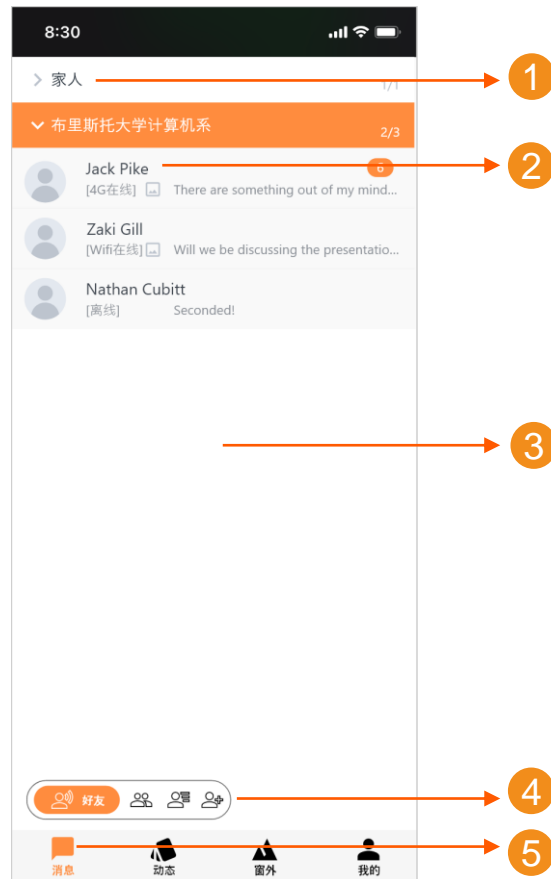 8:30
家人 1/1
1
布里斯托大学计算机系 2/3
Jack Pike 6
2
[4G在线] There are something out of my mind...
Zaki Gill
[Wifi在线] Will we be discussing the presentatio...
Nathan Cubitt
[离线] Seconded!
3
好友
4
消息 动态 窗外 我的
5